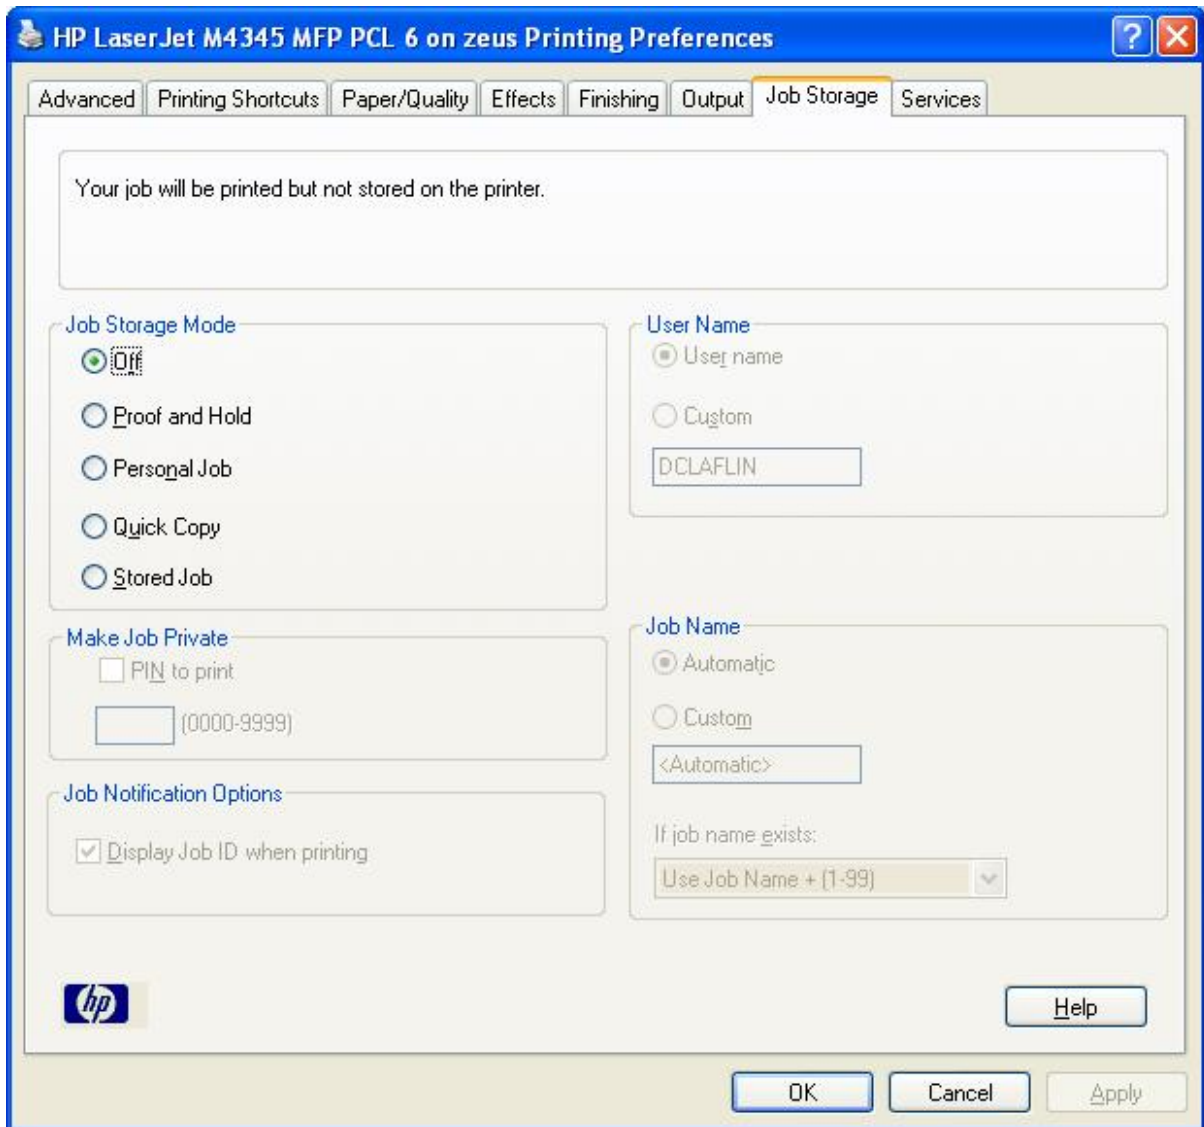 HP LaserJet M4345 MFP PCL 6 on zeus Printing Preferences
Advanced Printing Shortcuts Paper/Quality Effects Finishing Output Job Storage Services
Your job will be printed but not stored on the printer.
Job Storage Mode
Off
Proof and Hold
Personal Job
Quick Copy
Stored Job
User Name
User name
Custom
DCLAFLIN
Make Job Private
PIN to print
(0000-9999)
Job Name
Automatic
Custom
<Automatic>
If job name exists:
Use Job Name + (1-99)
Job Notification Options
Display Job ID when printing
hp
Help
OK Cancel Apply